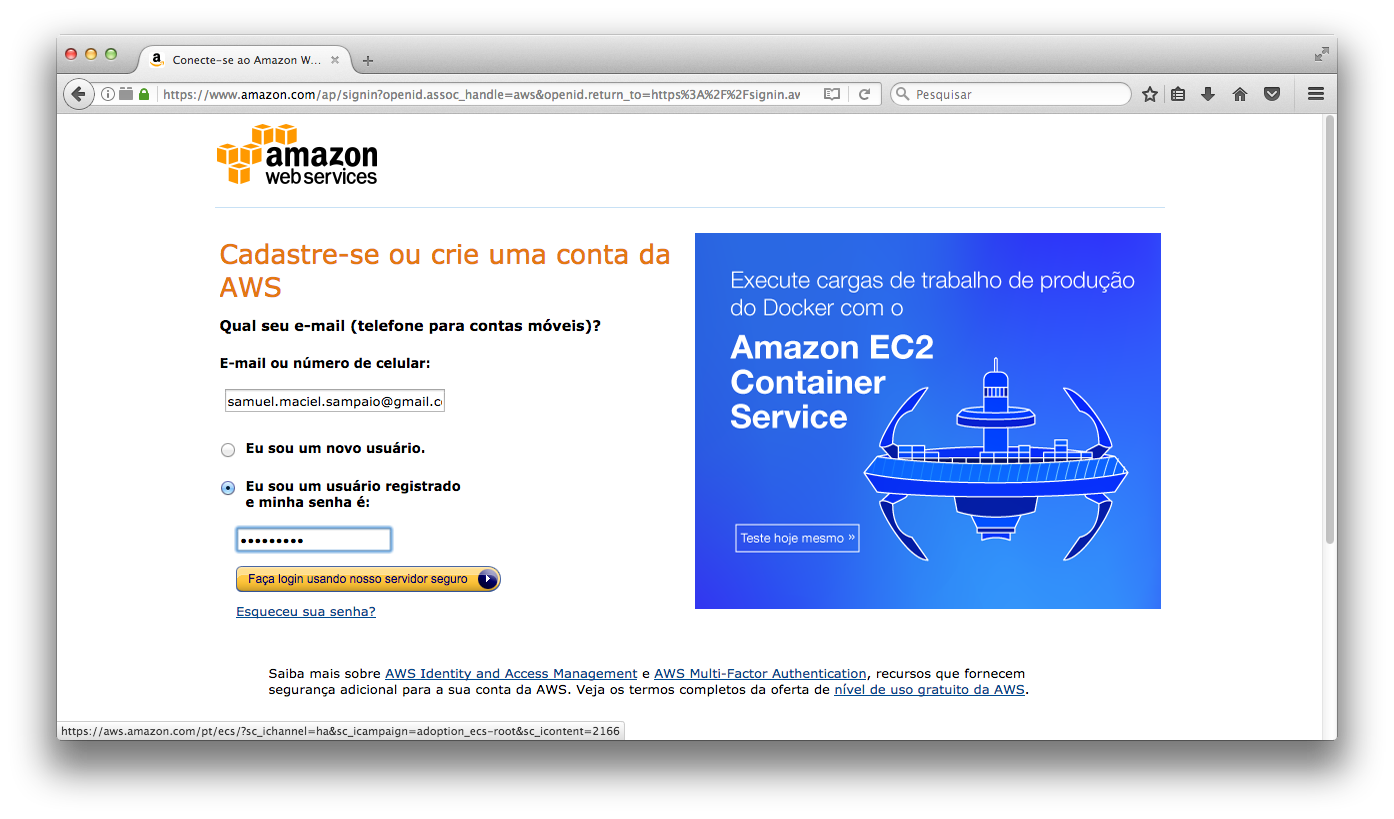 Conecte-se ao Amazon W...
https://www.amazon.com/ap/signin?openid.assoc_handle=aws&openid.return_to=https%3A%2F%2Fsignin.av
Pesquisar
amazon
web services
Cadastre-se ou crie uma conta da
AWS
Qual seu e-mail (telefone para contas móveis)?
E-mail ou número de celular:
samuel.maciel.sampaio@gmail.c
Eu sou um novo usuário.
Eu sou um usuário registrado
e minha senha é:
Faça login usando nosso servidor seguro
Esqueceu sua senha?
Execute cargas de trabalho de produção
do Docker com o
Amazon EC2
Container
Service
Teste hoje mesmo »
Saiba mais sobre AWS Identity and Access Management e AWS Multi-Factor Authentication, recursos que fornecem
segurança adicional para a sua conta da AWS. Veja os termos completos da oferta de nível de uso gratuito da AWS.
https://aws.amazon.com/pt/ecs/?sc_ichannel=ha&sc_icampaign=adoption_ecs-root&sc_icontent=2166